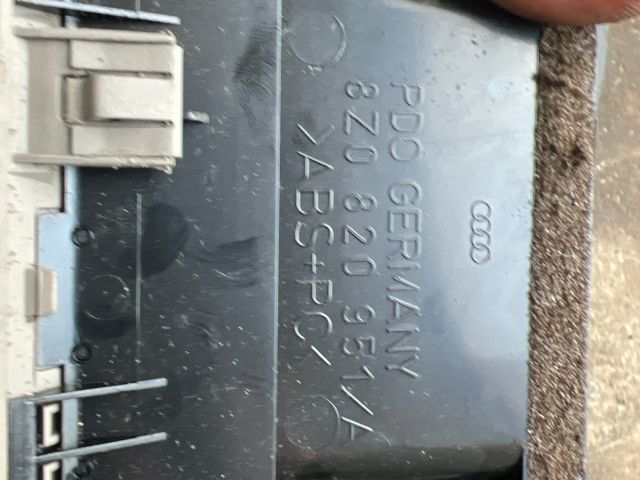 PDO GERMANY
8Z0 820 951/A
>ABS+PC<